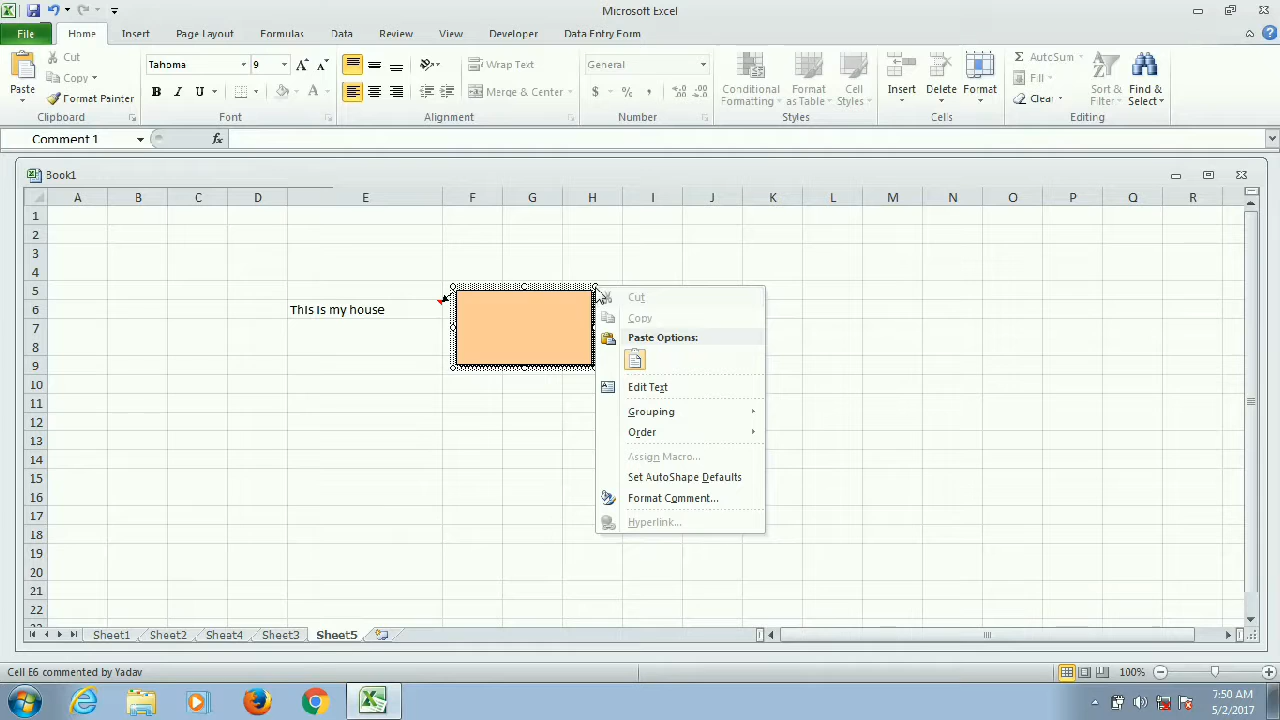 Microsoft Excel
File Home Insert Page Layout Formulas Data Review View Developer Data Entry Form
Paste
Cut
Copy
Format Painter
Clipboard
Tahoma 9
B I U
Font
Wrap Text
Merge & Center
Alignment
General
$ % ,
Number
Conditional Formatting
Format as Table
Cell Styles
Styles
Insert Delete Format
Cells
AutoSum
Fill
Clear
Sort & Filter
Find & Select
Editing
Comment 1 fx
Book1
A B C D E F G H I J K L M N O P Q R
1
2
3
4
5
6 This is my house
7
8
9
10
11
12
13
14
15
16
17
18
19
20
21
22
Cut
Copy
Paste Options:
Edit Text
Grouping
Order
Assign Macro...
Set AutoShape Defaults
Format Comment...
Hyperlink...
Sheet1 Sheet2 Sheet4 Sheet3 Sheet5
Cell E6 commented by Yadav 100%
7:50 AM
5/2/2017